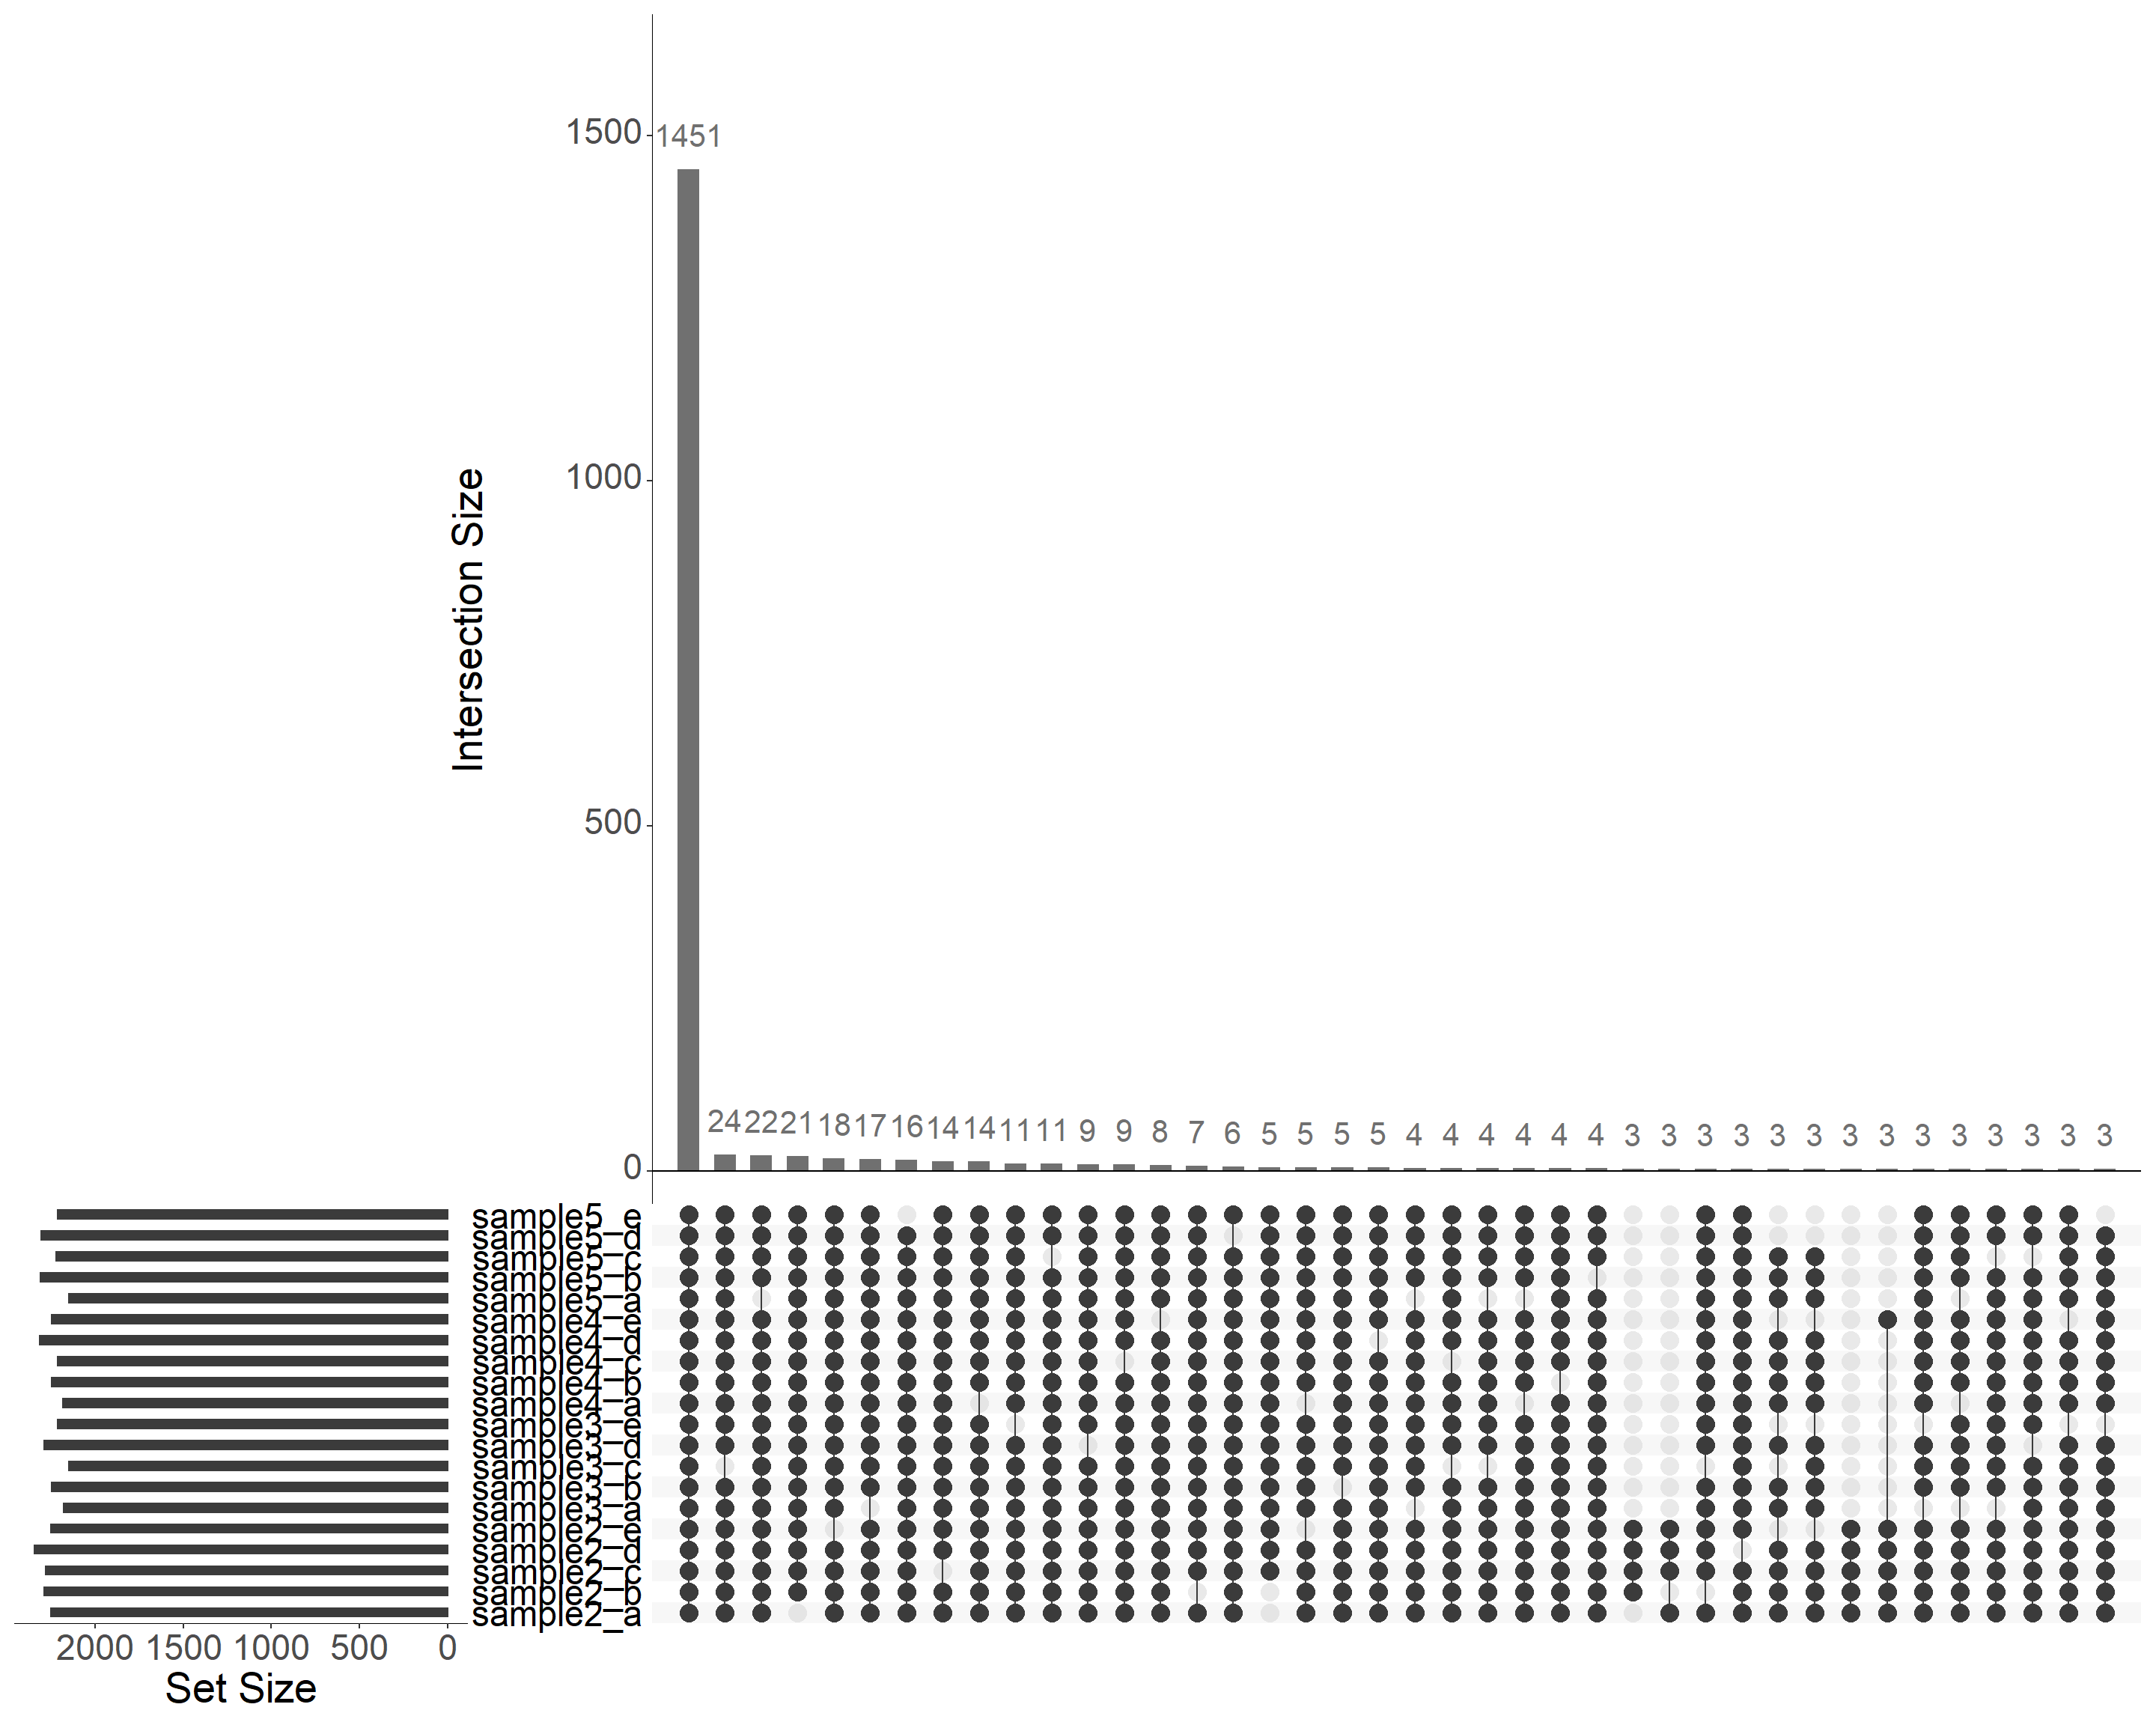 Intersection Size
1500
1000
500
0
1451
24 22 21 18 17 16 14 14 11 11 9 9 8 7 6 5 5 5 5 4 4 4 4 4 4 3 3 3 3 3 3 3 3 3 3 3 3 3 3
sample5_e
sample5_d
sample5_c
sample5_b
sample5_a
sample4_e
sample4_d
sample4_c
sample4_b
sample4_a
sample3_e
sample3_d
sample3_c
sample3_b
sample3_a
sample2_e
sample2_d
sample2_c
sample2_b
sample2_a
2000 1500 1000 500 0
Set Size